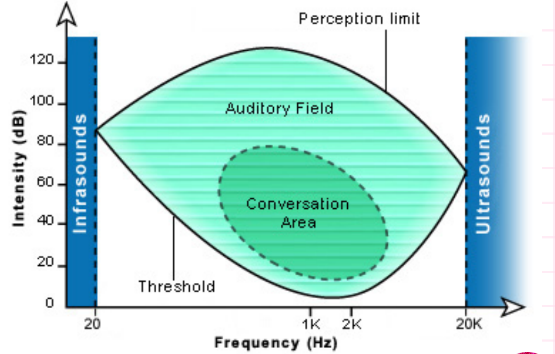 Perception limit
120
100
80
60
40
20
0
Intensity (dB)
Infrasounds
Auditory Field
Conversation
Area
Threshold
Ultrasounds
20
1K
2K
20K
Frequency (Hz)